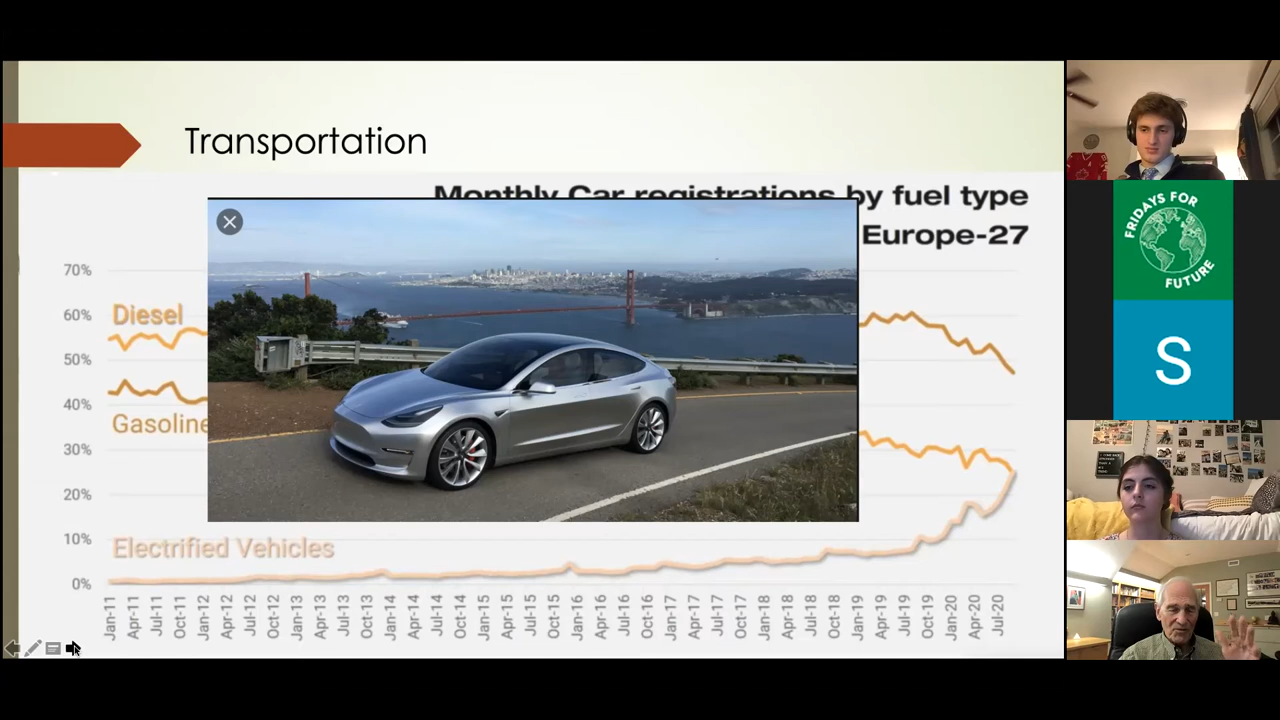 Transportation
Monthly Car registrations by fuel type
Europe-27
70%
60%
50%
40%
30%
20%
10%
0%
Diesel
Gasoline
Electrified Vehicles
Jan-11
Apr-11
Jul-11
Oct-11
Jan-12
Apr-12
Jul-12
Oct-12
Jan-13
Apr-13
Jul-13
Oct-13
Jan-14
Apr-14
Jul-14
Oct-14
Jan-15
Apr-15
Jul-15
Oct-15
Jan-16
Apr-16
Jul-16
Oct-16
Jan-17
Apr-17
Jul-17
Oct-17
Jan-18
Apr-18
Jul-18
Oct-18
Jan-19
Apr-19
Jul-19
Oct-19
Jan-20
Apr-20
Jul-20
FRIDAYS FOR
FUTURE
S